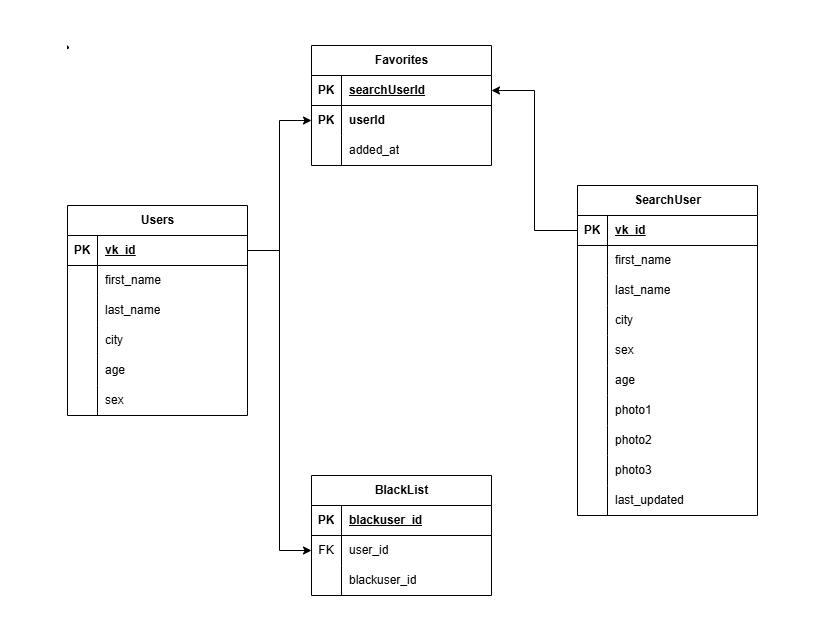 Favorites
PK searchUserId
PK userId
added_at
Users
PK vk_id
first_name
last_name
city
age
sex
SearchUser
PK vk_id
first_name
last_name
city
sex
age
photo1
photo2
photo3
last_updated
BlackList
PK blackuser_id
FK user_id
blackuser_id